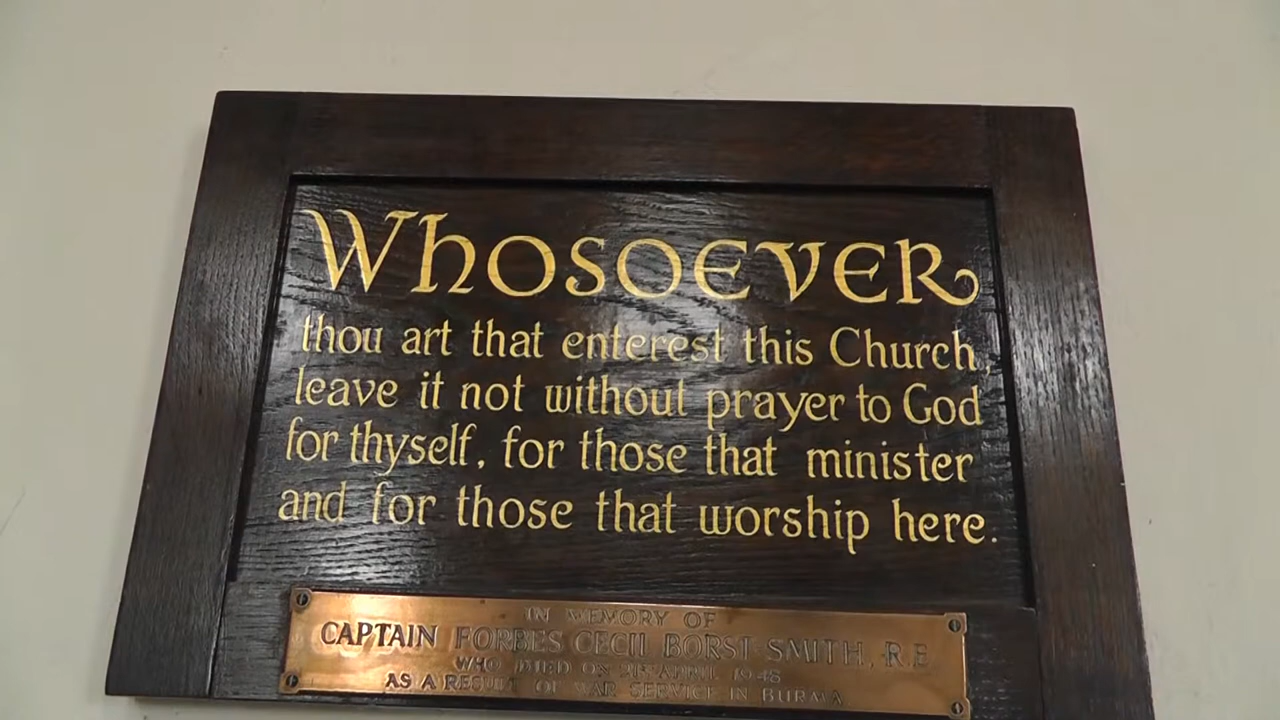 WHOSOEVER
thou art that enterest this Church,
leave it not without prayer to God
for thyself, for those that minister
and for those that worship here.
IN MEMORY OF
CAPTAIN FORBES CECIL BORST SMITH, R.E.
WHO DIED ON APRIL
AS A RESULT OF WAR SERVICE IN BURMA